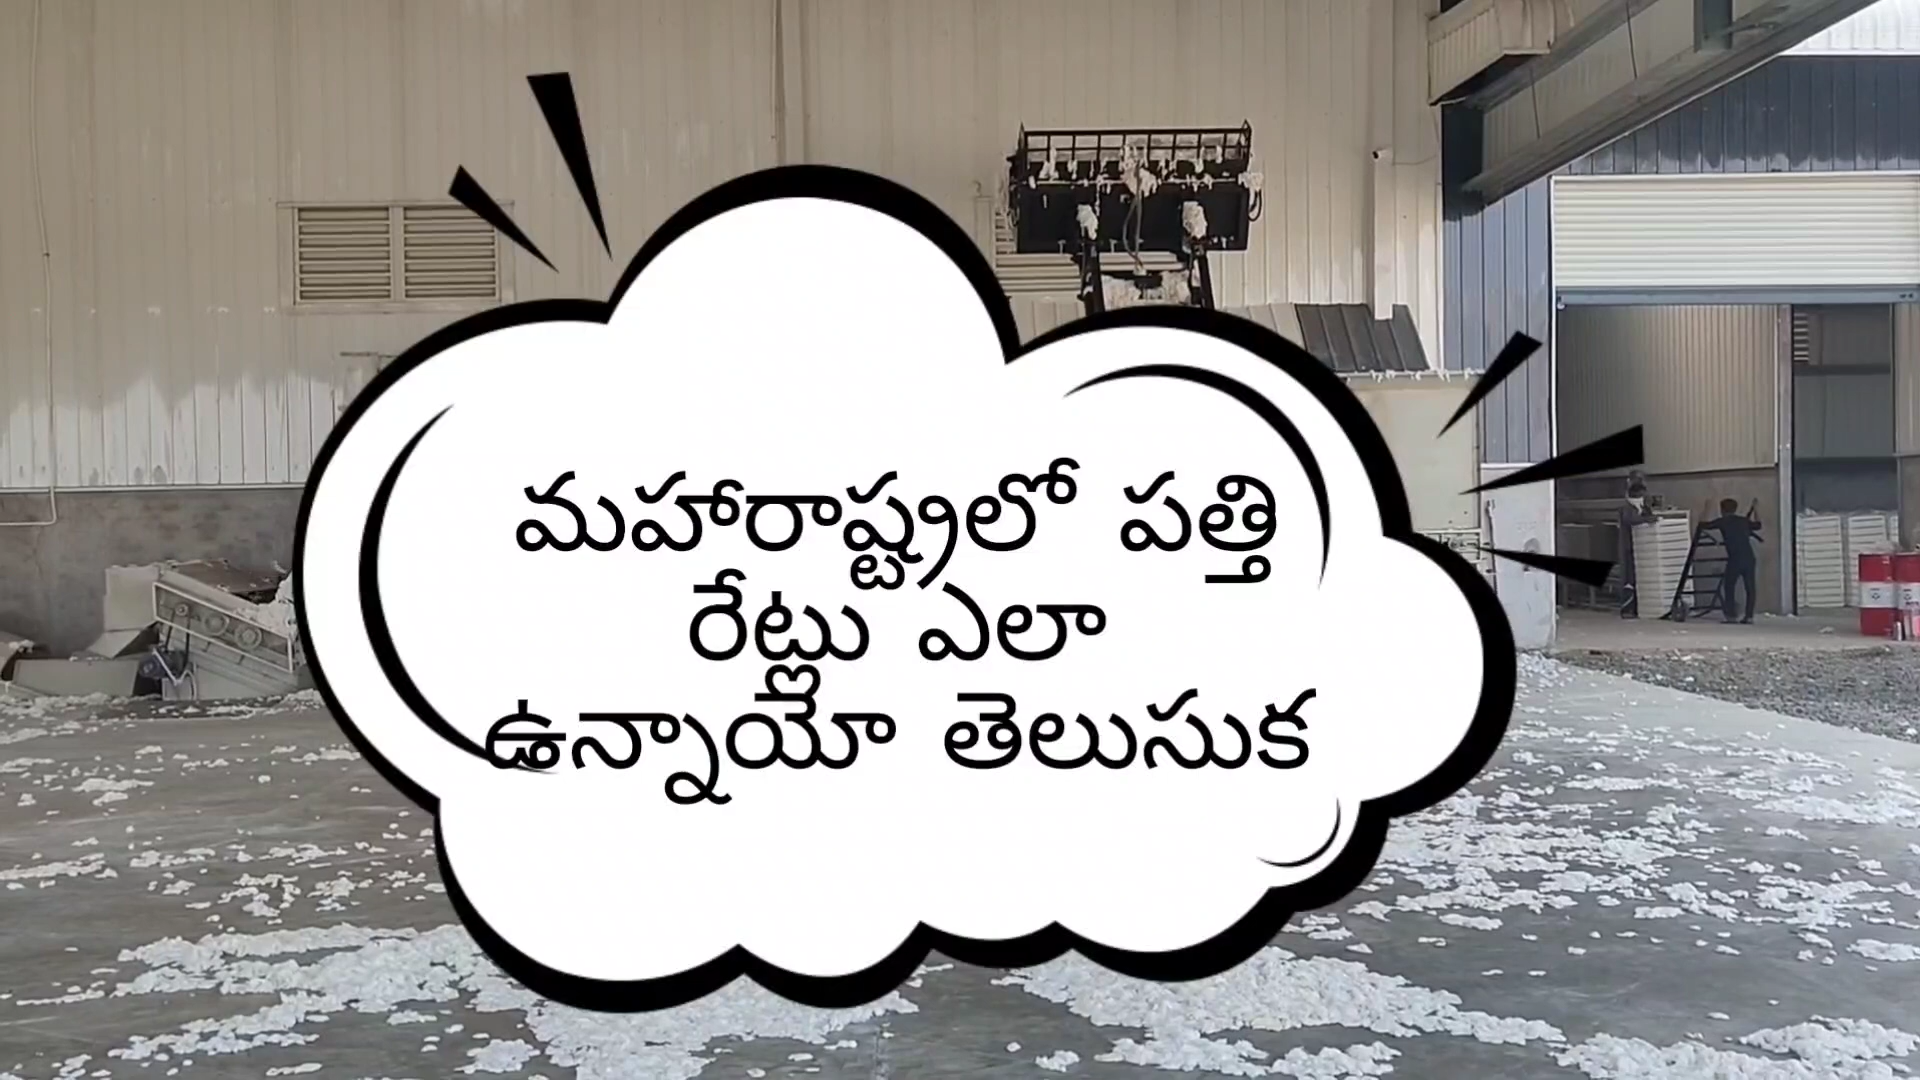 మహారాష్ట్రలో పత్తి
రేట్లు ఎలా
ఉన్నాయో తెలుసుక